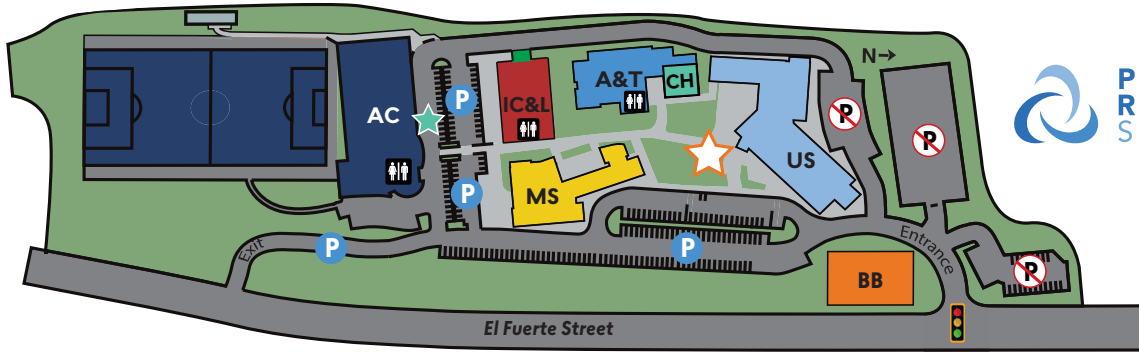 N→
P
R
S
P
P
P
P
P
P
P
AC
IC&L
A&T
CH
US
MS
BB
Exit
Entrance
El Fuerte Street